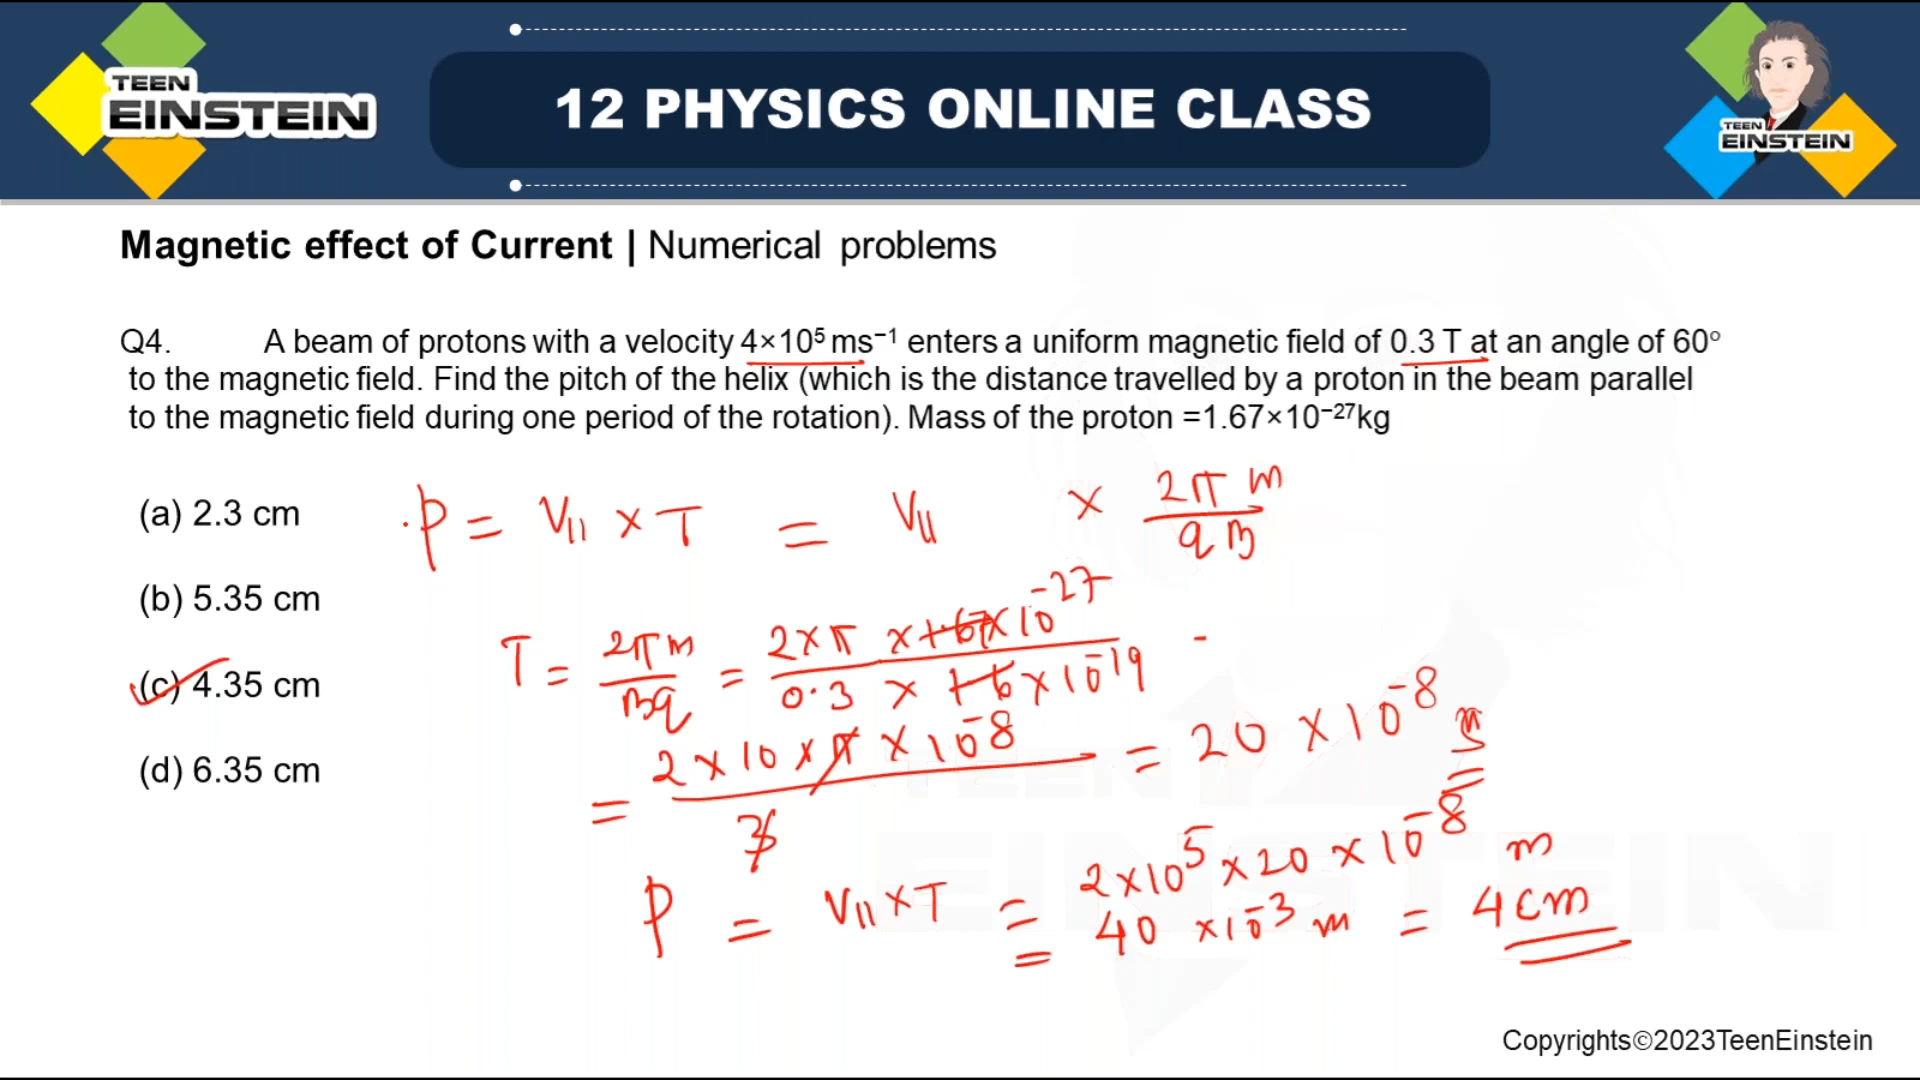 TEEN
EINSTEIN
12 PHYSICS ONLINE CLASS
TEEN
EINSTEIN
Magnetic effect of Current | Numerical problems
Q4. A beam of protons with a velocity 4×10⁵ ms⁻¹ enters a uniform magnetic field of 0.3 T at an angle of 60°
to the magnetic field. Find the pitch of the helix (which is the distance travelled by a proton in the beam parallel
to the magnetic field during one period of the rotation). Mass of the proton =1.67×10⁻²⁷kg
(a) 2.3 cm
(b) 5.35 cm
(c) 4.35 cm
(d) 6.35 cm
P = V|| × T = V|| × 2π m / q B
T = 2π m / Bq = 2 × π × 1.67 × 10⁻²⁷ / 0.3 × 1.6 × 10⁻¹⁹ =
= 2 × 10 × π × 10⁻⁸ / 3 = 20 × 10⁻⁸ s
P = V|| × T = 2×10⁵ × 20 × 10⁻⁸ m
= 40 × 10⁻³ m = 4 cm
TEEN
EINSTEIN
Copyrights©2023TeenEinstein